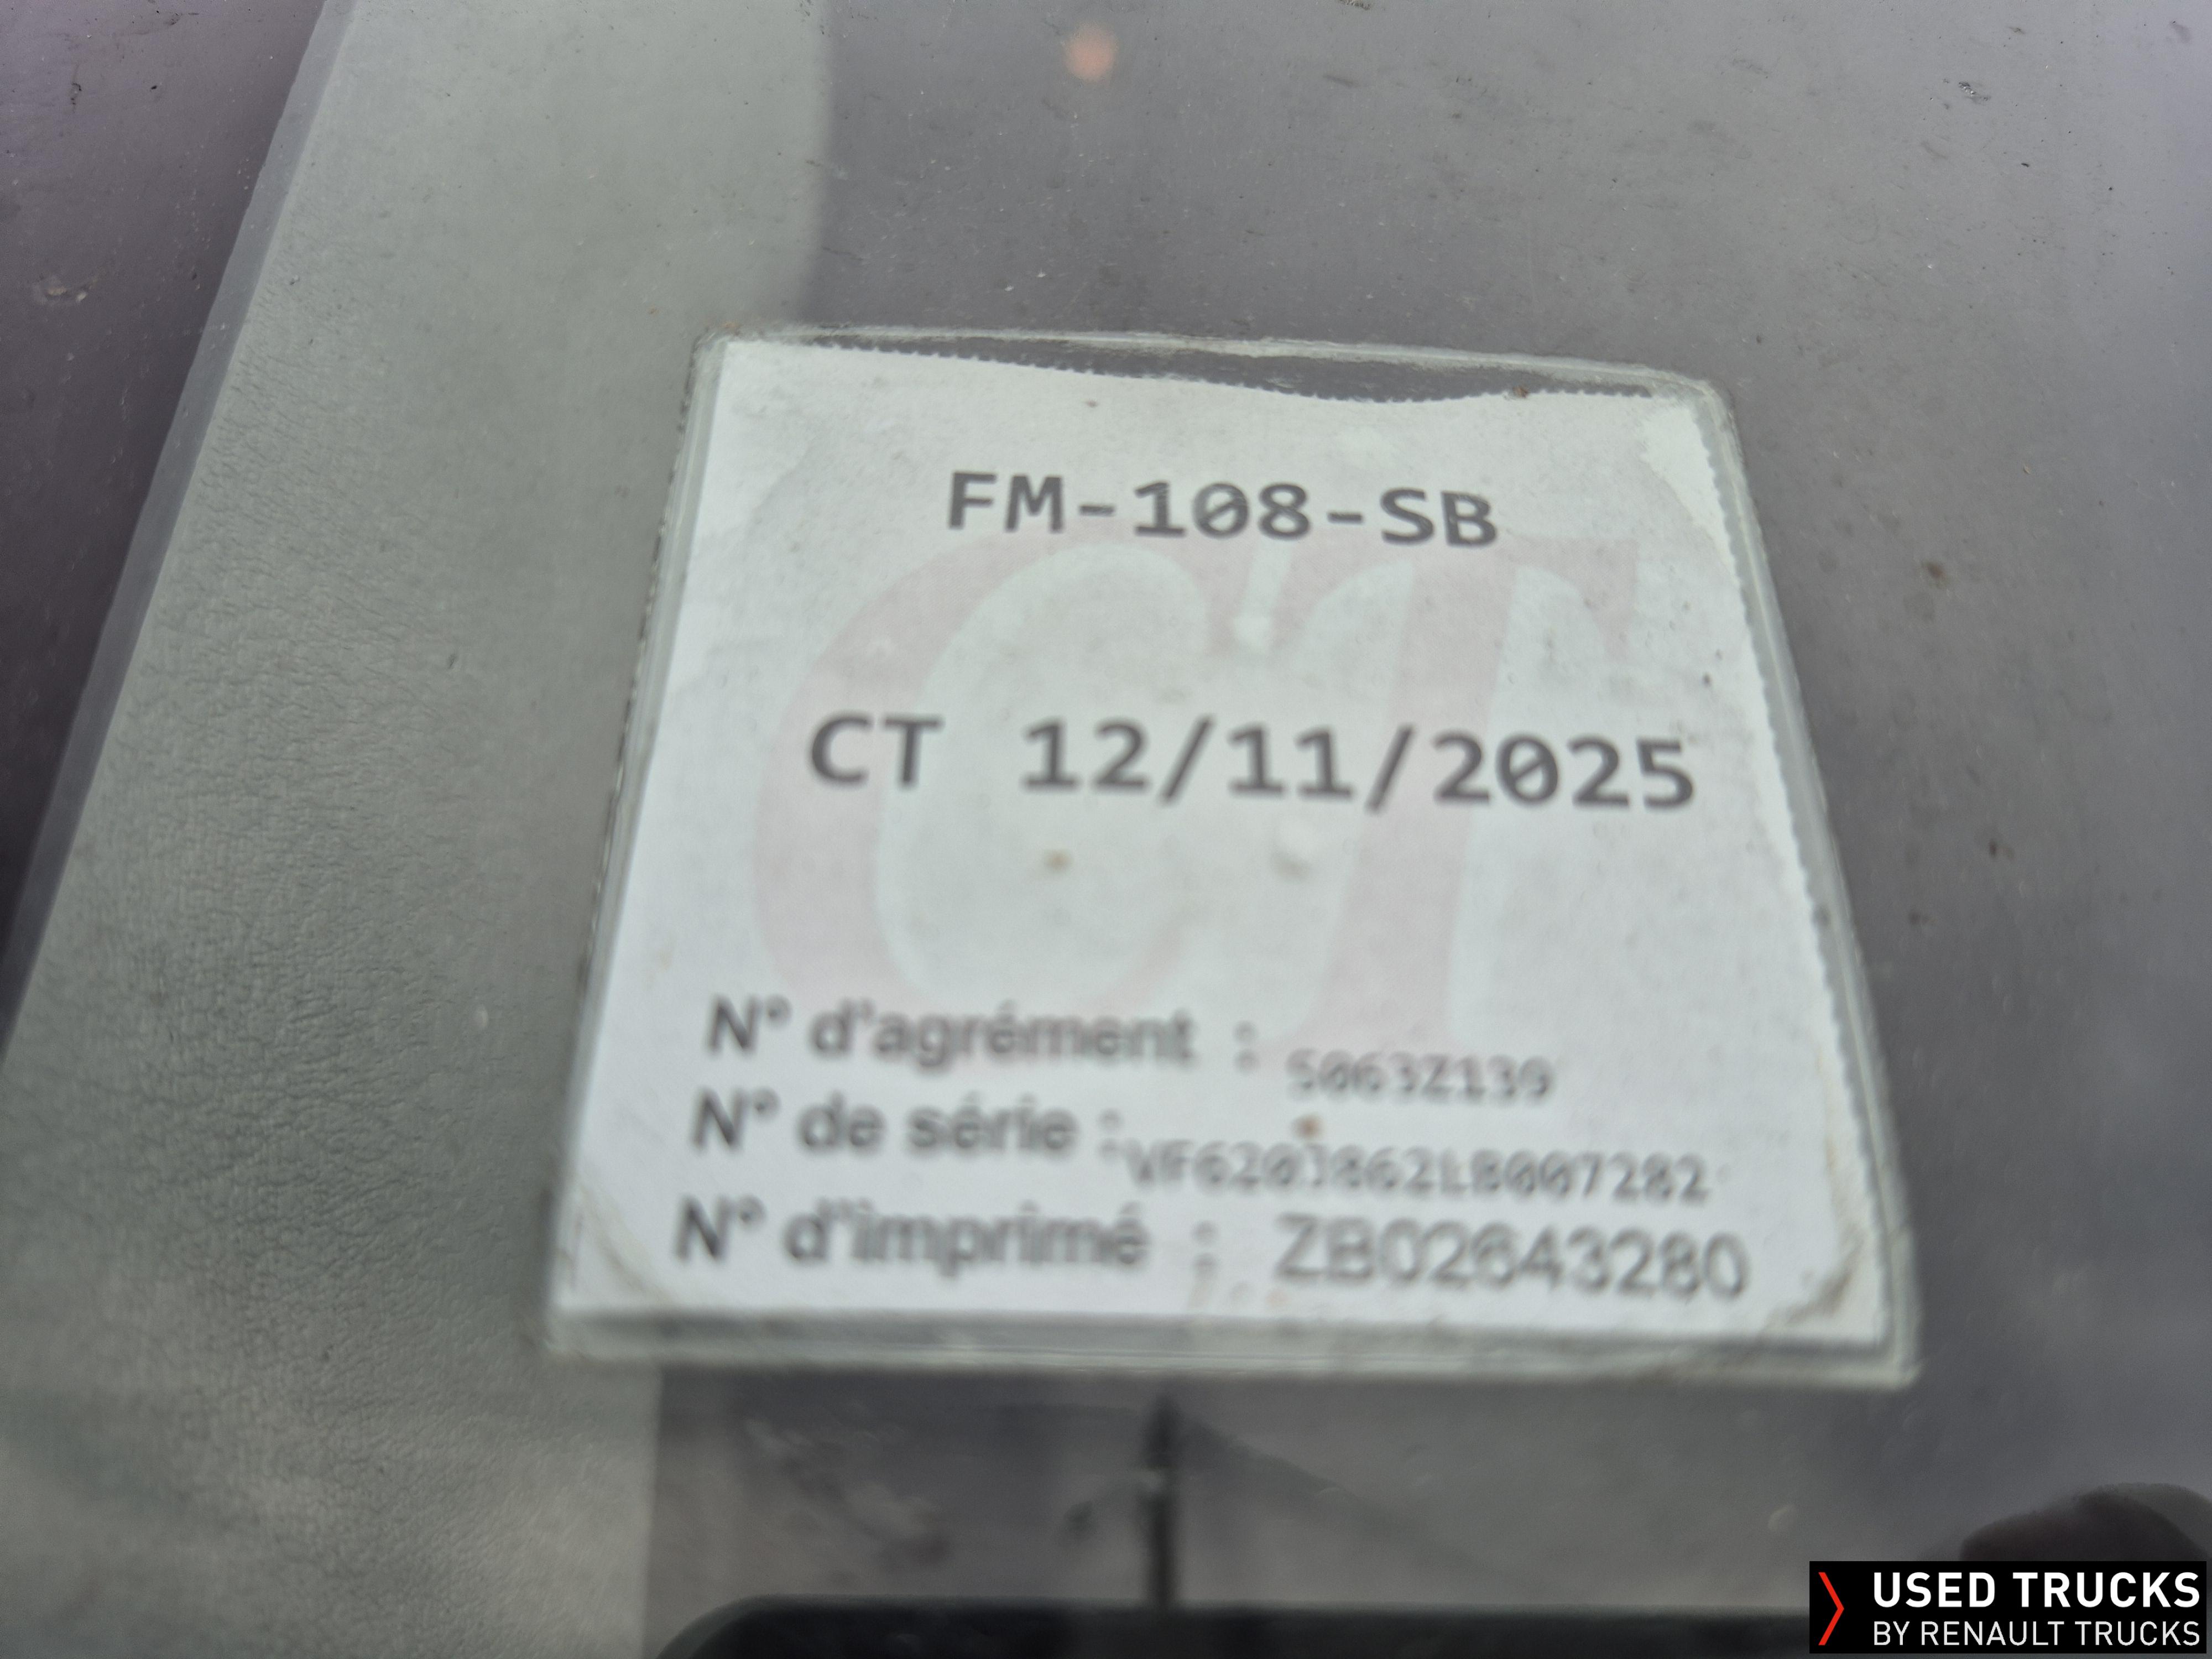 FM-108-SB
CT 12/11/2025
N° d'agrément : S063Z139
N° de série : VF620J862LB007282
N° d'imprimé : ZB02643280
USED TRUCKS
BY RENAULT TRUCKS